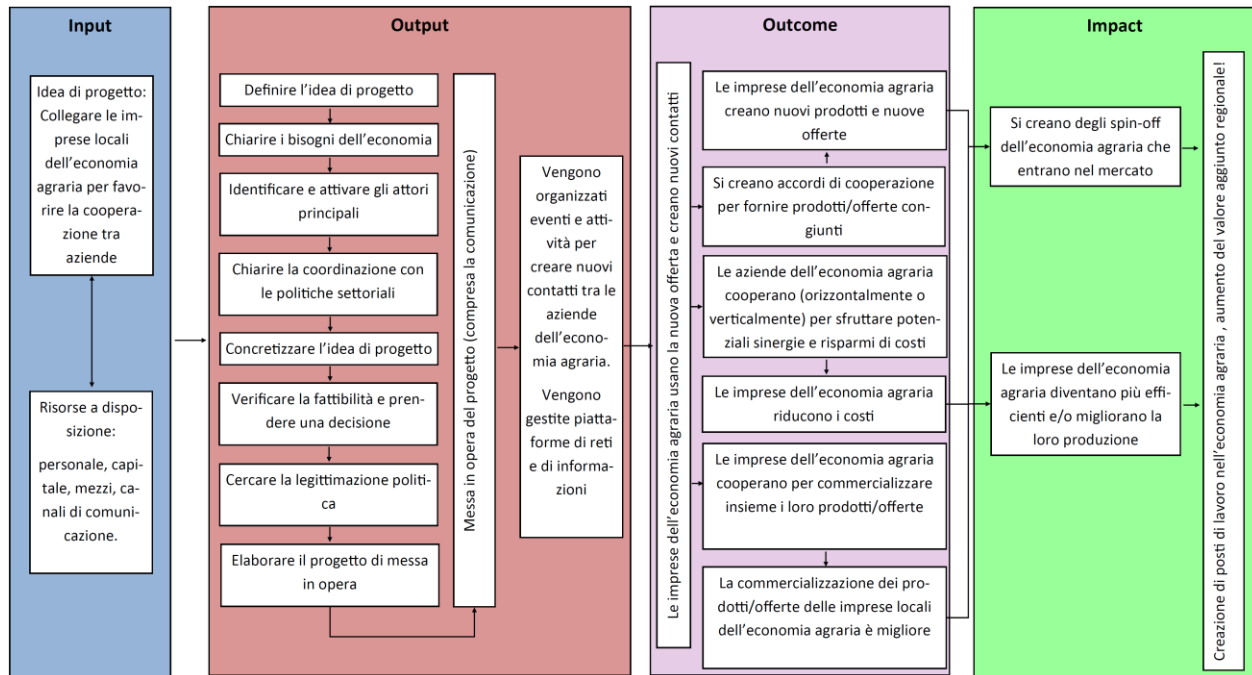 Input
Idea di progetto:
Collegare le im-
prese locali
dell'economia
agraria per favo-
rire la coopera-
zione tra
aziende
Risorse a dispo-
sizione:
personale, capi-
tale, mezzi, ca-
nali di comuni-
cazione.
Output
Definire l'idea di progetto
Chiarire i bisogni dell'economia
Identificare e attivare gli attori
principali
Chiarire la coordinazione con
le politiche settoriali
Concretizzare l'idea di progetto
Verificare la fattibilità e pren-
dere una decisione
Cercare la legittimazione politi-
ca
Elaborare il progetto di messa
in opera
Messa in opera del progetto (compresa la comunicazione)
Vengono
organizzati
eventi e atti-
vità per
creare nuovi
contatti tra le
aziende
dell'econo-
mia agraria.
Vengono
gestite piatta-
forme di reti
e di informa-
zioni
Outcome
Le imprese dell'economia agraria usano la nuova offerta e creano nuovi contatti
Le imprese dell'economia agraria
creano nuovi prodotti e nuove
offerte
Si creano accordi di cooperazione
per fornire prodotti/offerte con-
giunti
Le aziende dell'economia agraria
cooperano (orizzontalmente o
verticalmente) per sfruttare poten-
ziali sinergie e risparmi di costi
Le imprese dell'economia agraria
riducono i costi
Le imprese dell'economia agraria
cooperano per commercializzare
insieme i loro prodotti/offerte
La commercializzazione dei pro-
dotti/offerte delle imprese locali
dell'economia agraria è migliore
Impact
Si creano degli spin-off
dell'economia agraria che
entrano nel mercato
Le imprese dell'economia
agraria diventano più effi-
cienti e/o migliorano la
loro produzione
Creazione di posti di lavoro nell'economia agraria , aumento del valore aggiunto regionale!